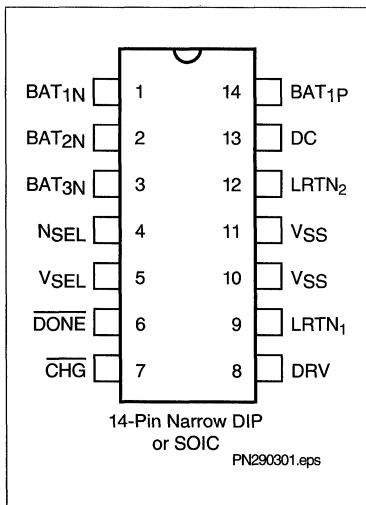 BAT1N 1 14 BAT1P
BAT2N 2 13 DC
BAT3N 3 12 LRTN2
NSEL 4 11 VSS
VSEL 5 10 VSS
DONE 6 9 LRTN1
CHG 7 8 DRV
14-Pin Narrow DIP
or SOIC
PN290301.eps